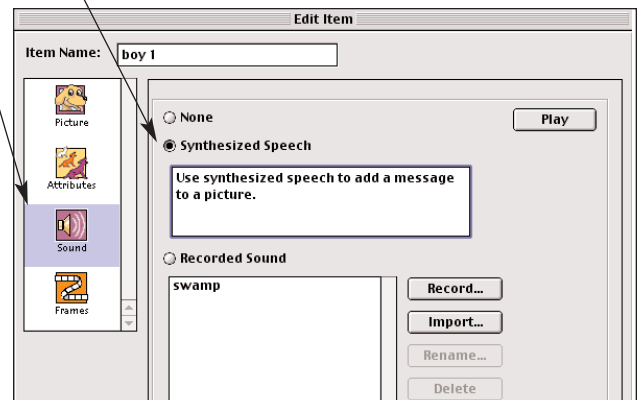 Edit Item
Item Name: boy 1
Picture
Attributes
Sound
Frames
None
Play
Synthesized Speech
Use synthesized speech to add a message
to a picture.
Recorded Sound
swamp
Record...
Import...
Rename...
Delete